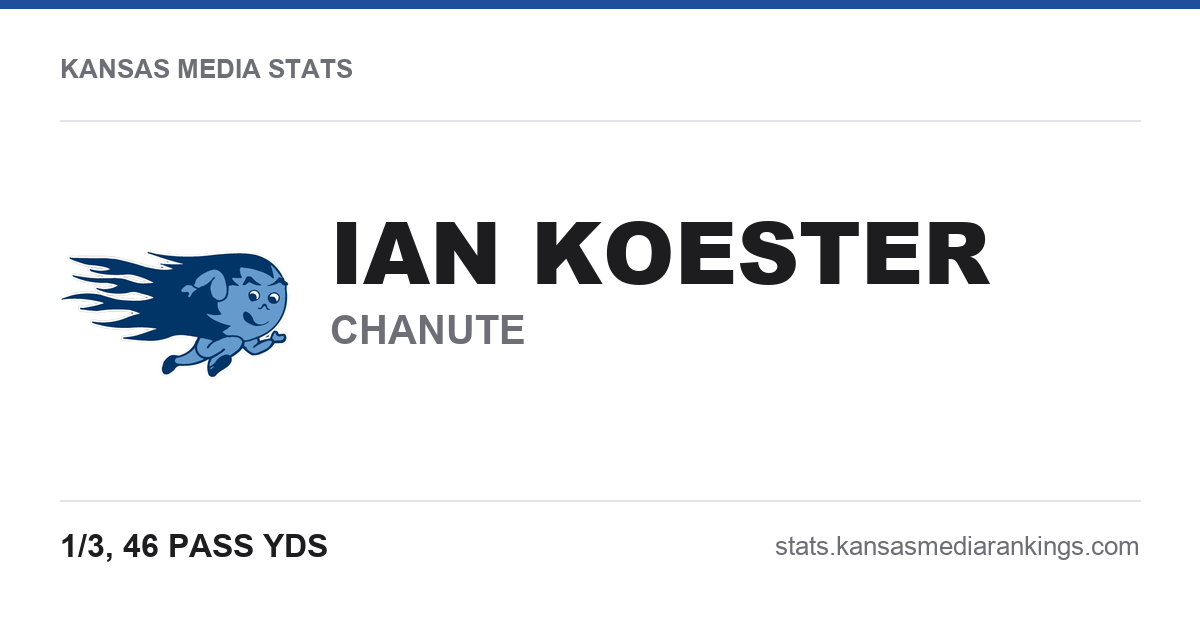 KANSAS MEDIA STATS
IAN KOESTER
CHANUTE
1/3, 46 PASS YDS
stats.kansasmediarankings.com